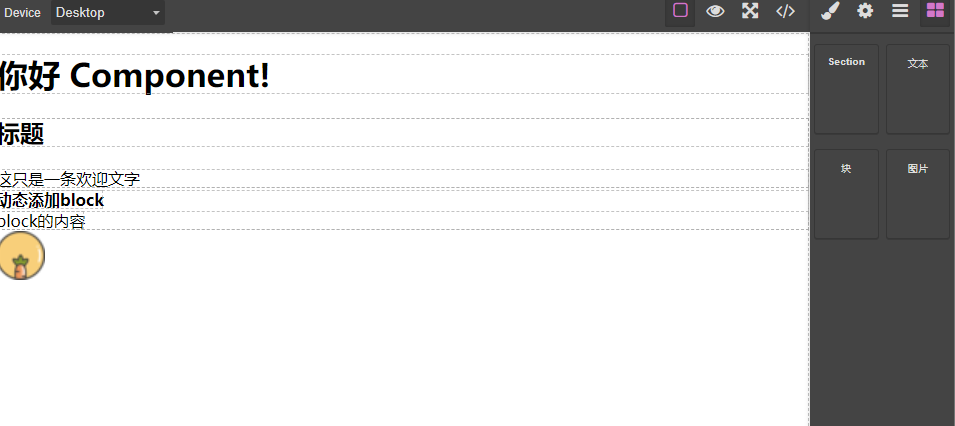 Device Desktop
你好 Component!
标题
这只是一条欢迎文字
动态添加block
block的内容
Section 文本
块 图片